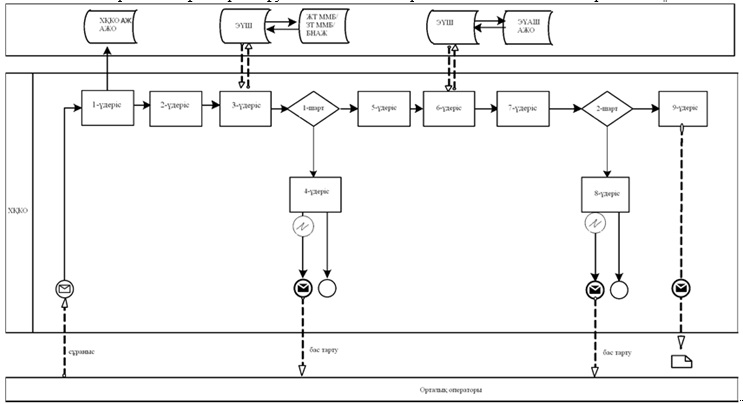 ХҚКО АЖ
АЖО
ЭҮШ
ЖТ ММБ/
ЗТ ММБ/
БНАЖ
ЭҮШ
ЭҮАШ
АЖО
1-үдеріс
2-үдеріс
3-үдеріс
1-шарт
5-үдеріс
6-үдеріс
7-үдеріс
2-шарт
9-үдеріс
4-үдеріс
8-үдеріс
ХҚКО
сұраныс
бас тарту
бас тарту
Орталық операторы